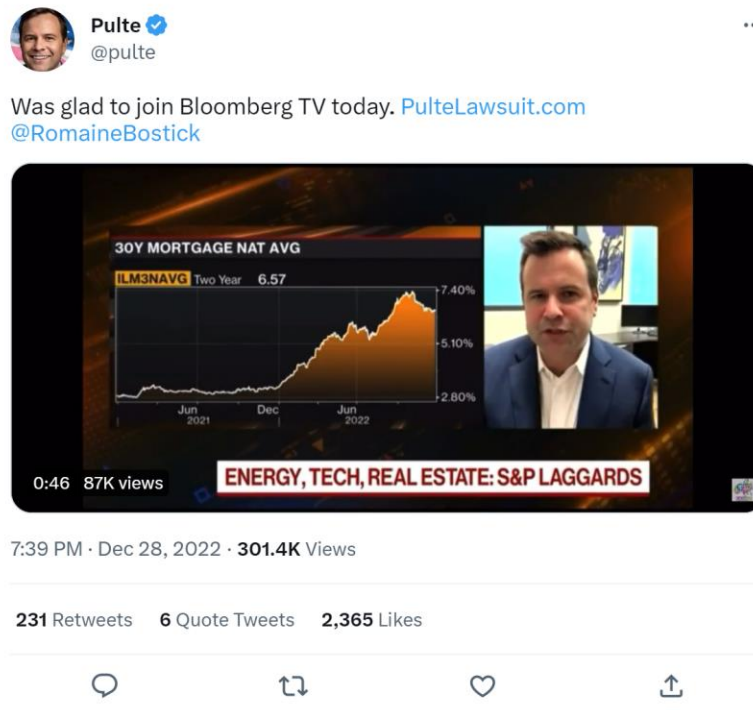 Pulte
@pulte
Was glad to join Bloomberg TV today. PulteLawsuit.com
@RomaineBostick
30Y MORTGAGE NAT AVG
ILM3NAVG Two Year 6.57
7.40%
5.10%
2.80%
Jun Dec Jun
2021 2022
0:46 87K views
ENERGY, TECH, REAL ESTATE: S&P LAGGARDS
7:39 PM · Dec 28, 2022 · 301.4K Views
231 Retweets 6 Quote Tweets 2,365 Likes